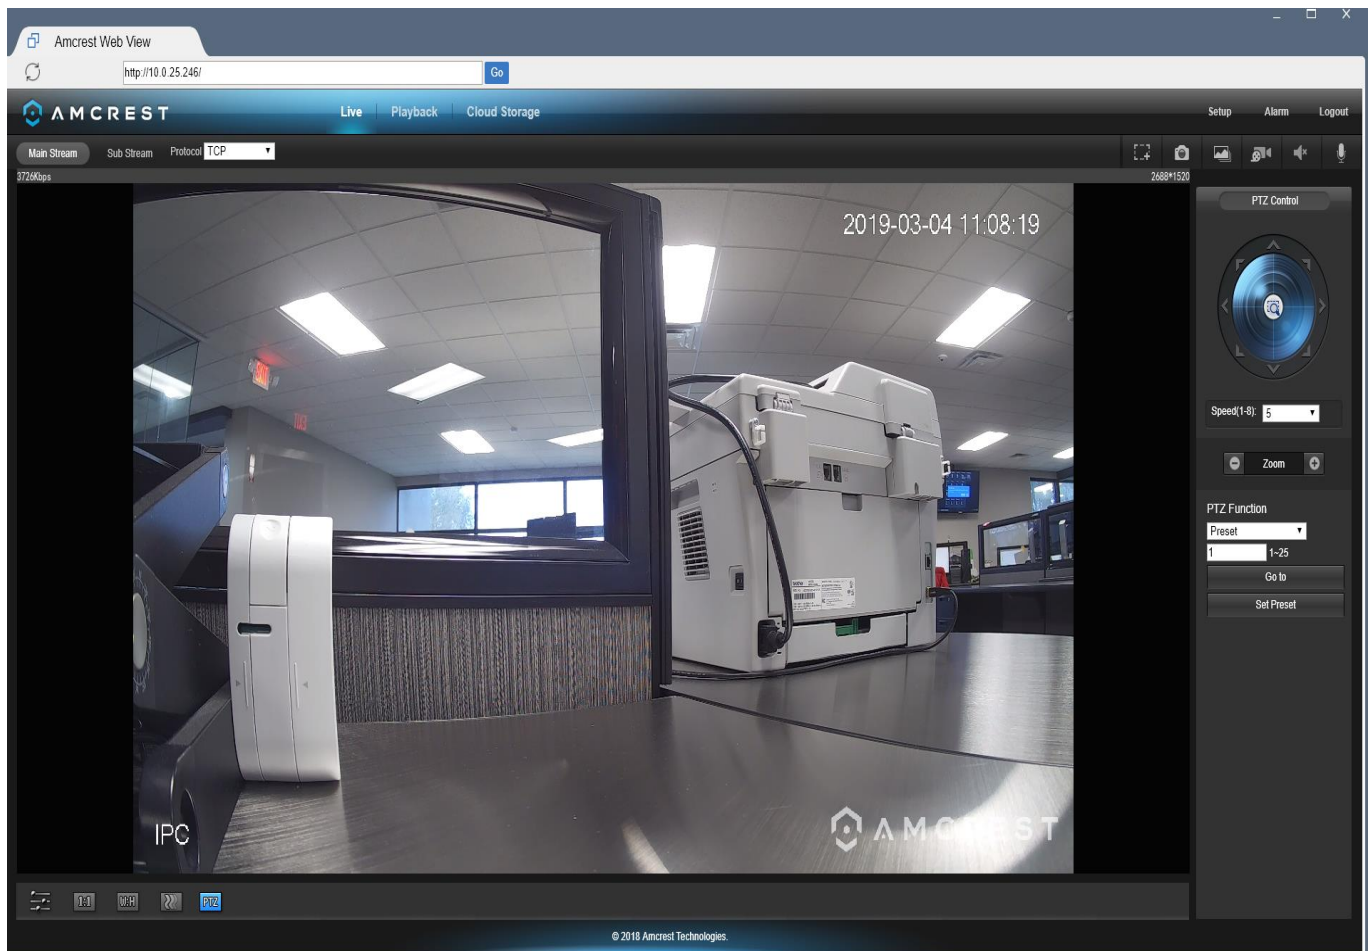 Amcrest Web View
http://10.0.25.246/
Go
AMCREST
Live
Playback
Cloud Storage
Setup
Alarm
Logout
Main Stream
Sub Stream
Protocol TCP
3726Kbps
2688*1520
2019-03-04 11:08:19
IPC
AMCREST
PTZ Control
Speed(1-8): 5
Zoom
PTZ Function
Preset
1
1~25
Go to
Set Preset
1:1
W:H
PTZ
© 2018 Amcrest Technologies.